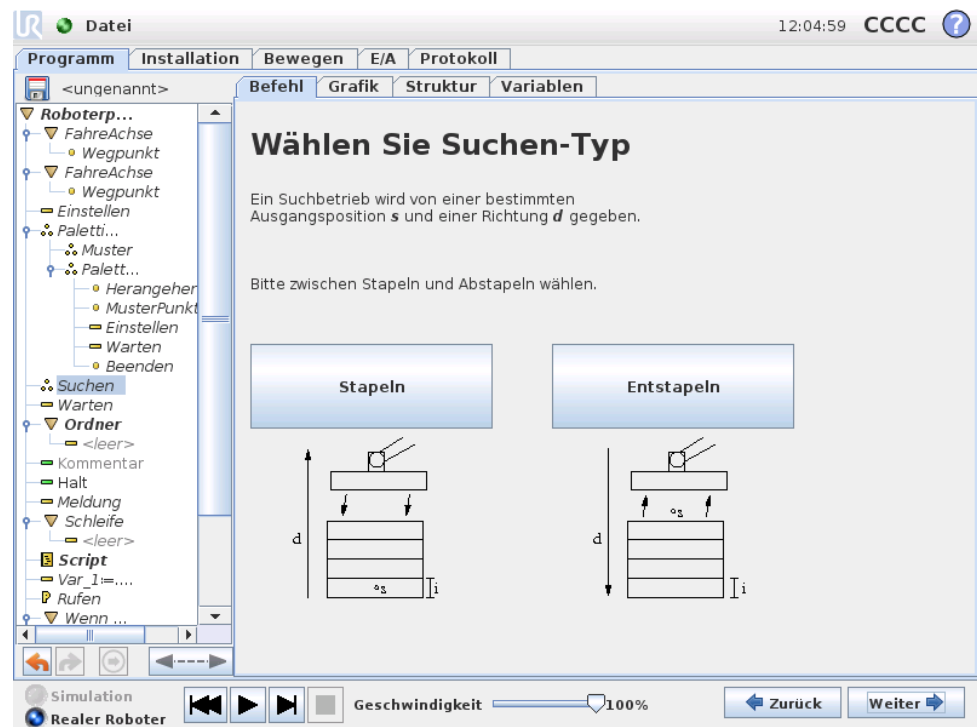 UR Datei 12:04:59 CCCC ?
Programm Installation Bewegen E/A Protokoll
<ungenannt>
Befehl Grafik Struktur Variablen
Roboterp...
FahreAchse
Wegpunkt
FahreAchse
Wegpunkt
Einstellen
Paletti...
Muster
Palett...
Herangeher
MusterPunkt
Einstellen
Warten
Beenden
Suchen
Warten
Ordner
<leer>
Kommentar
Halt
Meldung
Schleife
<leer>
Script
Var_1:=....
Rufen
Wenn ...
Wählen Sie Suchen-Typ
Ein Suchbetrieb wird von einer bestimmten
Ausgangsposition s und einer Richtung d gegeben.
Bitte zwischen Stapeln und Abstapeln wählen.
Stapeln Entstapeln
d s i
d s i
Simulation
Realer Roboter
Geschwindigkeit 100%
Zurück Weiter